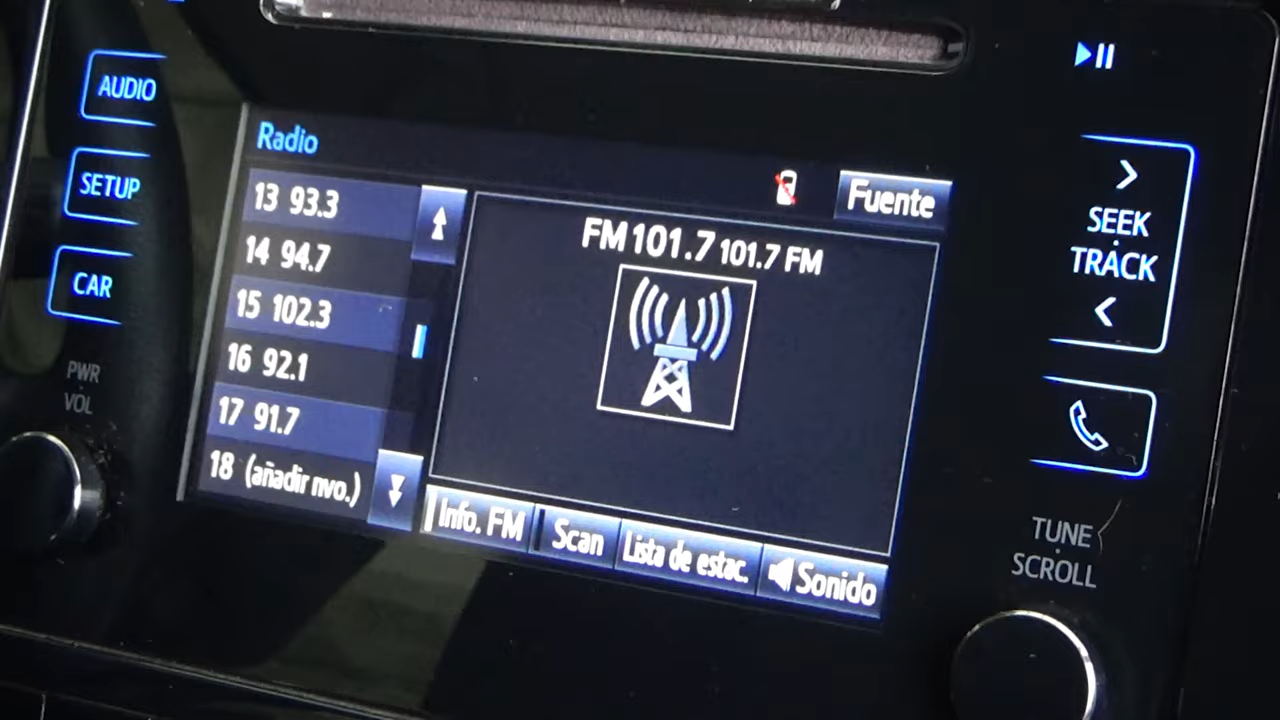 AUDIO
SETUP
CAR
PWR
VOL
Radio
13 93.3
14 94.7
15 102.3
16 92.1
17 91.7
18 (añadir nvo.)
Fuente
FM 101.7 101.7 FM
Info. FM
Scan
Lista de estac.
Sonido
SEEK
TRACK
TUNE
SCROLL